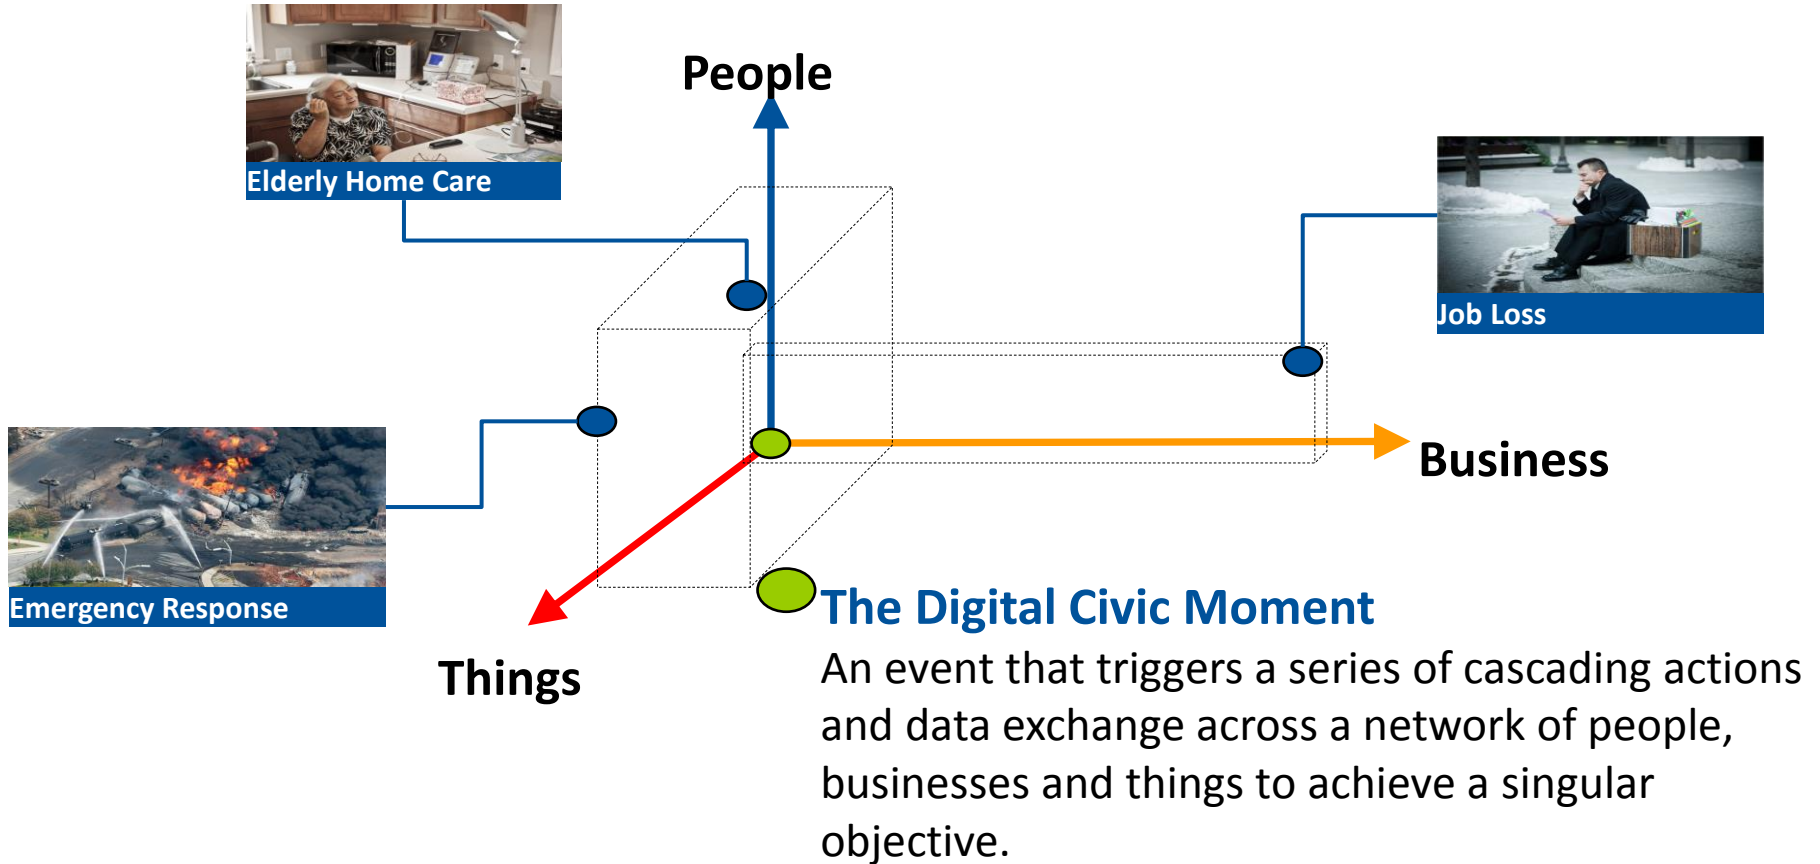 People
Elderly Home Care
Job Loss
Business
Emergency Response
Things
The Digital Civic Moment
An event that triggers a series of cascading actions
and data exchange across a network of people,
businesses and things to achieve a singular
objective.